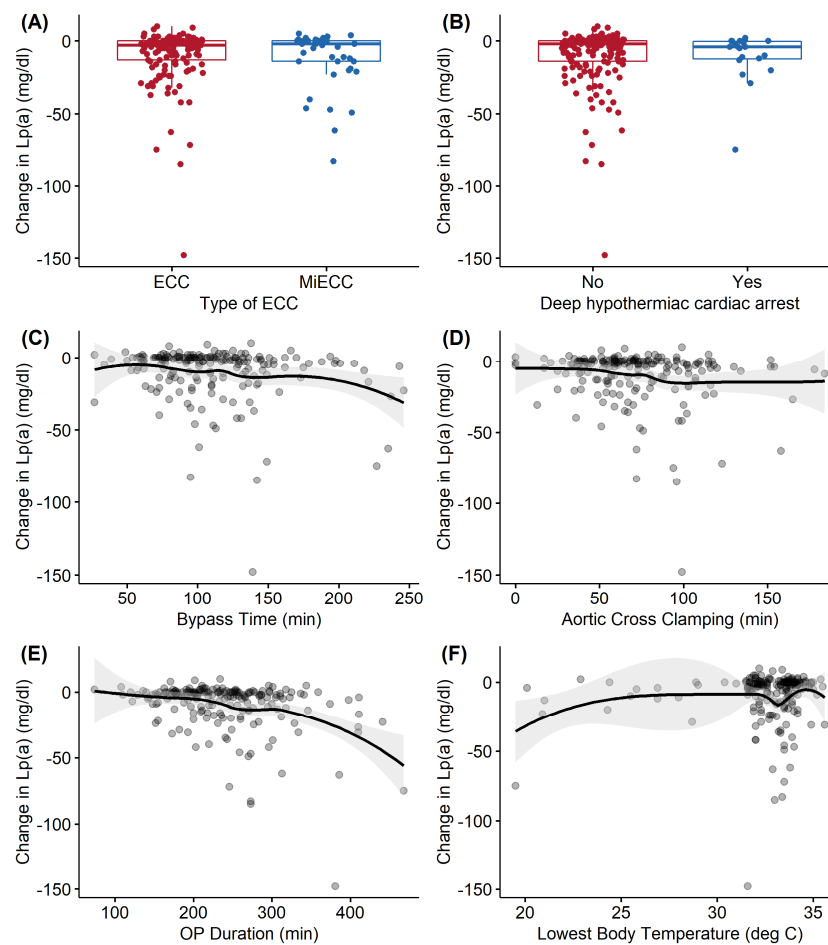 (A)
Change in Lp(a) (mg/dl)
0
-50
-100
-150
ECC
MiECC
Type of ECC
(B)
Change in Lp(a) (mg/dl)
0
-50
-100
-150
No
Yes
Deep hypothermiac cardiac arrest
(C)
Change in Lp(a) (mg/dl)
0
-50
-100
-150
50 100 150 200 250
Bypass Time (min)
(D)
Change in Lp(a) (mg/dl)
0
-50
-100
-150
0 50 100 150
Aortic Cross Clamping (min)
(E)
Change in Lp(a) (mg/dl)
0
-50
-100
-150
100 200 300 400
OP Duration (min)
(F)
Change in Lp(a) (mg/dl)
0
-50
-100
-150
20 25 30 35
Lowest Body Temperature (deg C)